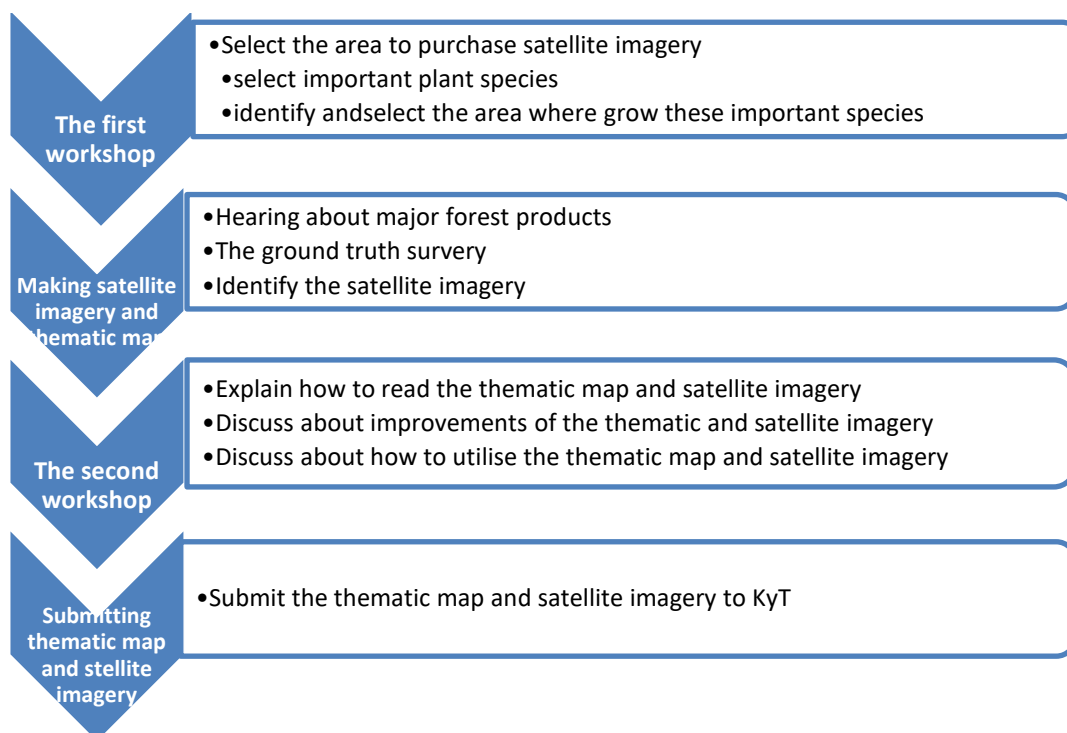 The first
workshop
•Select the area to purchase satellite imagery
•select important plant species
•identify andselect the area where grow these important species
Making satellite
imagery and
thematic map
•Hearing about major forest products
•The ground truth survery
•Identify the satellite imagery
The second
workshop
•Explain how to read the thematic map and satellite imagery
•Discuss about improvements of the thematic and satellite imagery
•Discuss about how to utilise the thematic map and satellite imagery
Submitting
thematic map
and stellite
imagery
•Submit the thematic map and satellite imagery to KyT